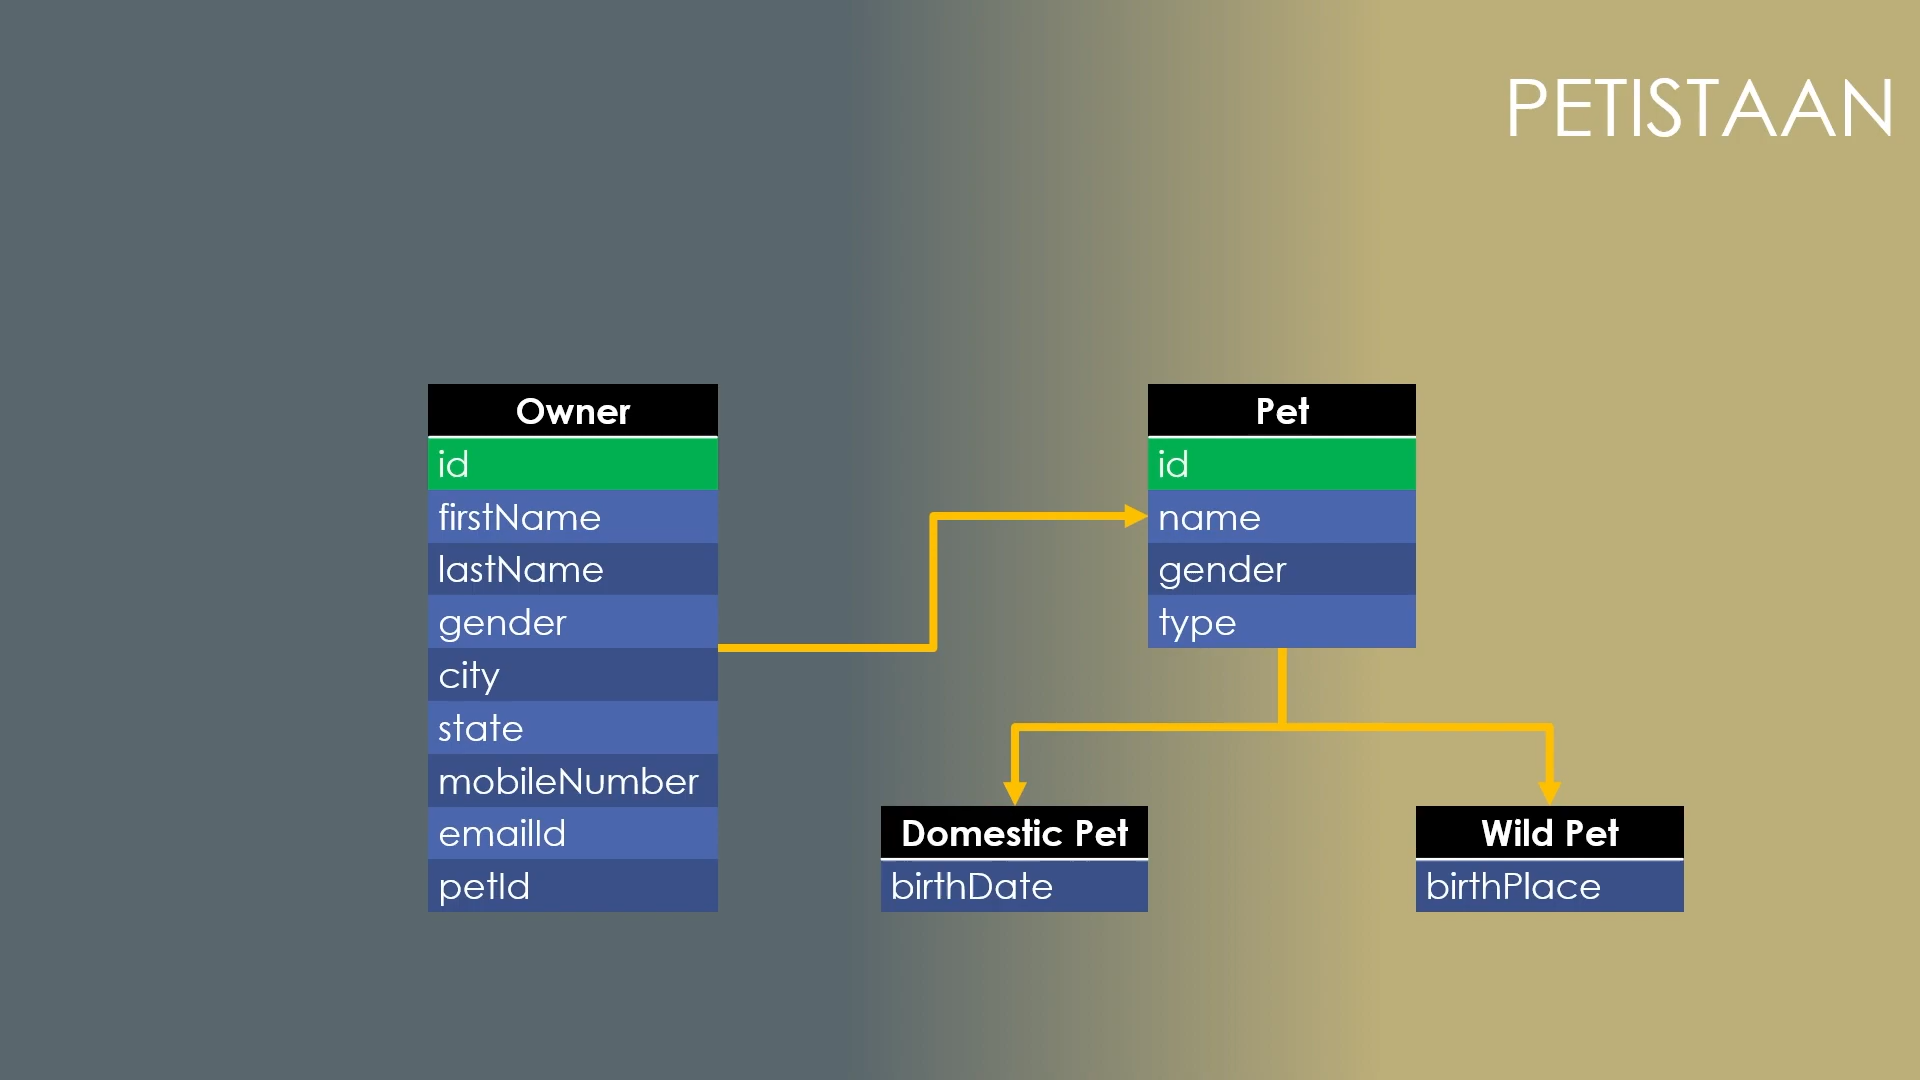 PETISTAAN
Owner
id
firstName
lastName
gender
city
state
mobileNumber
emailId
petId
Pet
id
name
gender
type
Domestic Pet
birthDate
Wild Pet
birthPlace